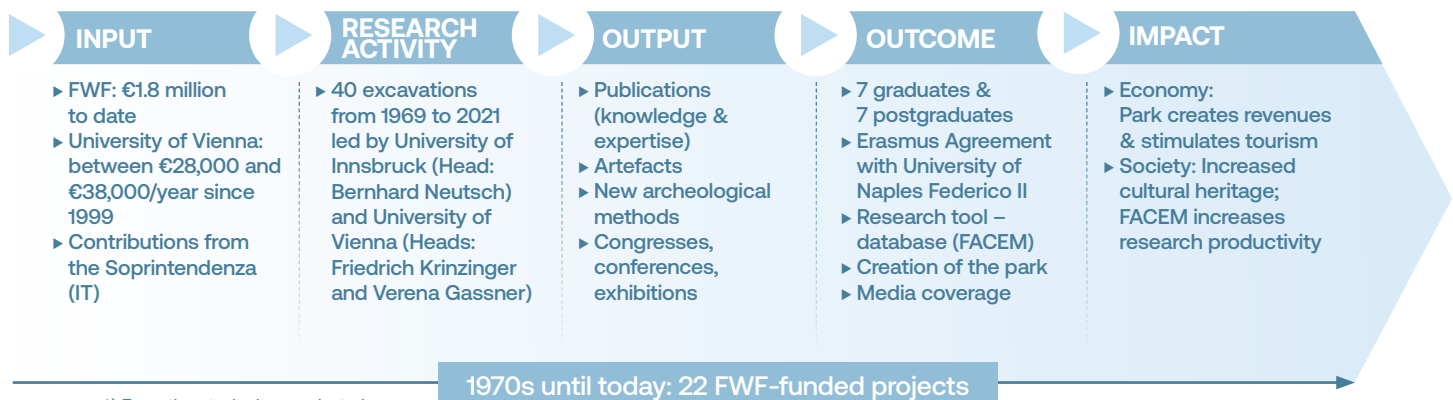 INPUT
FWF: €1.8 million
to date
University of Vienna:
between €28,000 and
€38,000/year since
1999
Contributions from
the Soprintendenza
(IT)
RESEARCH
ACTIVITY
40 excavations
from 1969 to 2021
led by University of
Innsbruck (Head:
Bernhard Neutsch)
and University of
Vienna (Heads:
Friedrich Krinzinger
and Verena Gassner)
OUTPUT
Publications
(knowledge &
expertise)
Artefacts
New archeological
methods
Congresses,
conferences,
exhibitions
OUTCOME
7 graduates &
7 postgraduates
Erasmus Agreement
with University of
Naples Federico II
Research tool –
database (FACEM)
Creation of the park
Media coverage
IMPACT
Economy:
Park creates revenues
& stimulates tourism
Society: Increased
cultural heritage;
FACEM increases
research productivity
1970s until today: 22 FWF-funded projects